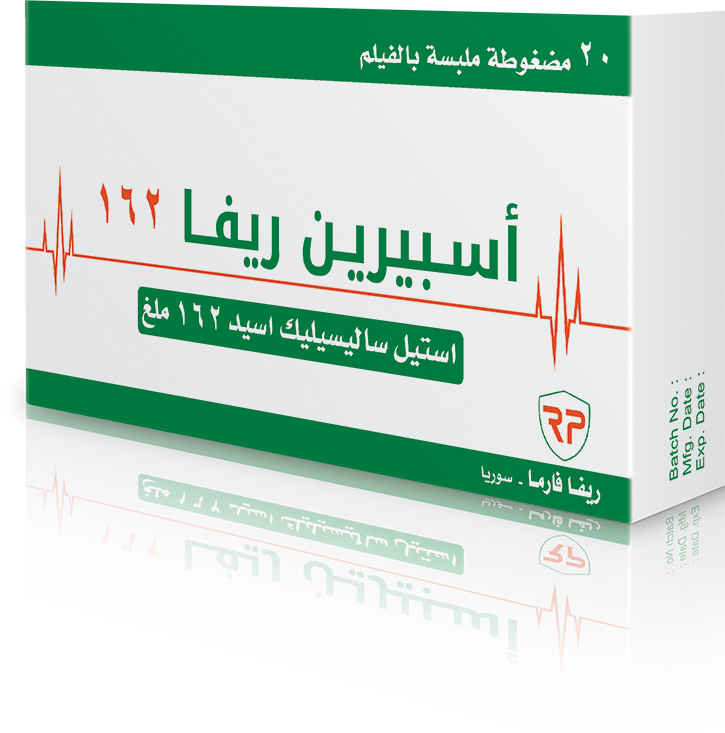 ٢٠ مضغوطة ملبسة بالفيلم
أسبيرين ريفا ١٦٢
استيل ساليسيليك اسيد ١٦٢ ملغ
RP
ريفا فارما - سوريا
Batch No. :
Mfg. Date :
Exp. Date :